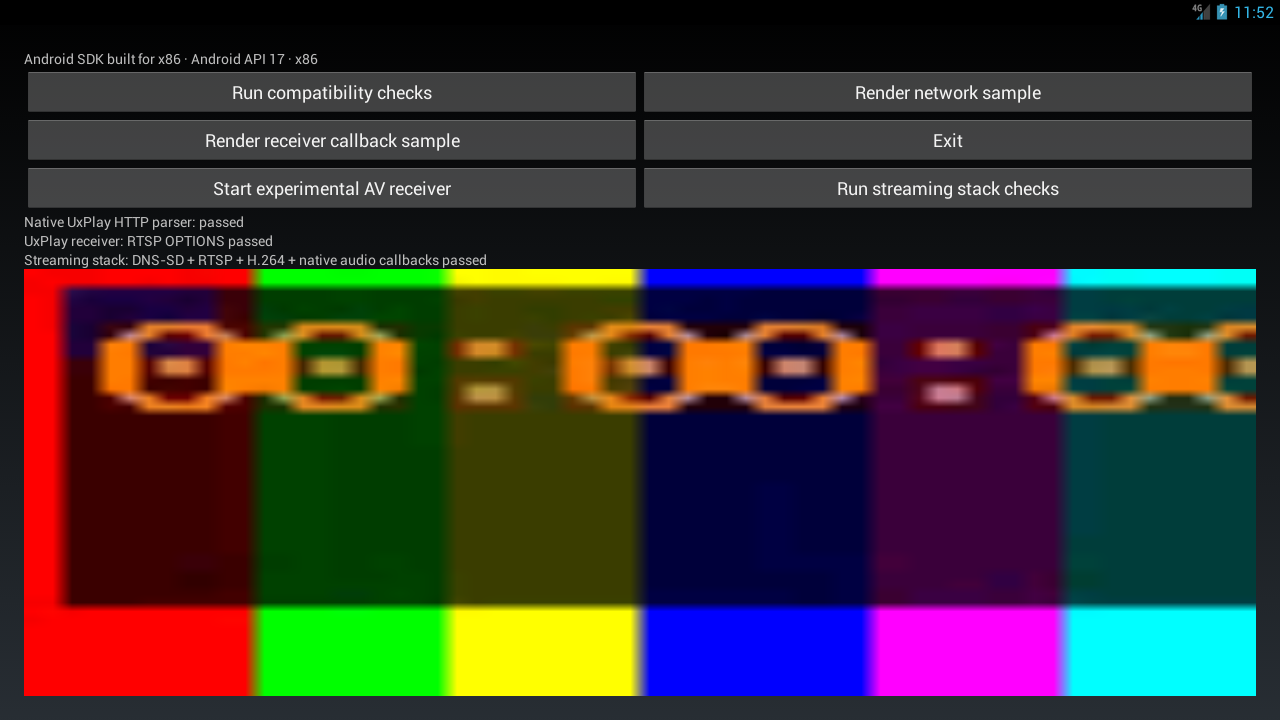 11:52
Android SDK built for x86 · Android API 17 · x86
Run compatibility checks
Render network sample
Render receiver callback sample
Exit
Start experimental AV receiver
Run streaming stack checks
Native UxPlay HTTP parser: passed
UxPlay receiver: RTSP OPTIONS passed
Streaming stack: DNS-SD + RTSP + H.264 + native audio callbacks passed